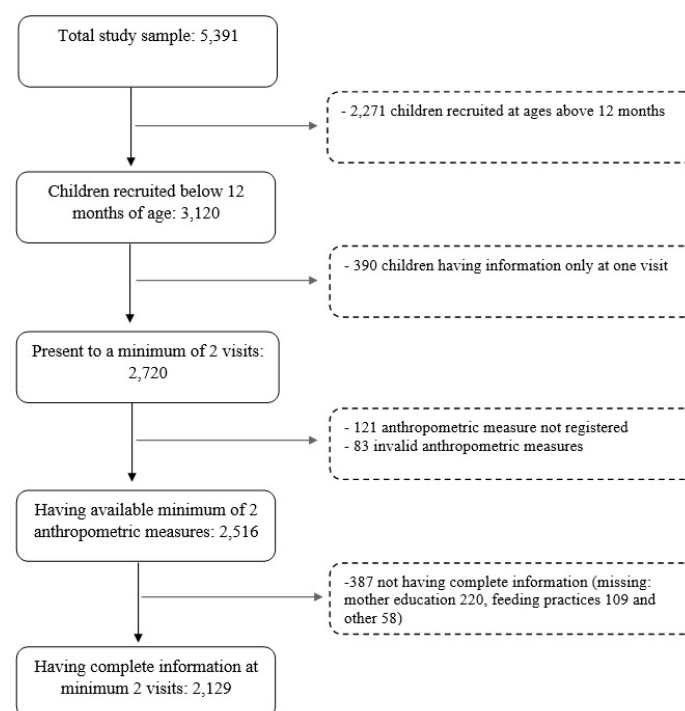 Total study sample: 5,391
- 2,271 children recruited at ages above 12 months
Children recruited below 12
months of age: 3,120
- 390 children having information only at one visit
Present to a minimum of 2 visits:
2,720
- 121 anthropometric measure not registered
- 83 invalid anthropometric measures
Having available minimum of 2
anthropometric measures: 2,516
-387 not having complete information (missing:
mother education 220, feeding practices 109 and
other 58)
Having complete information at
minimum 2 visits: 2,129